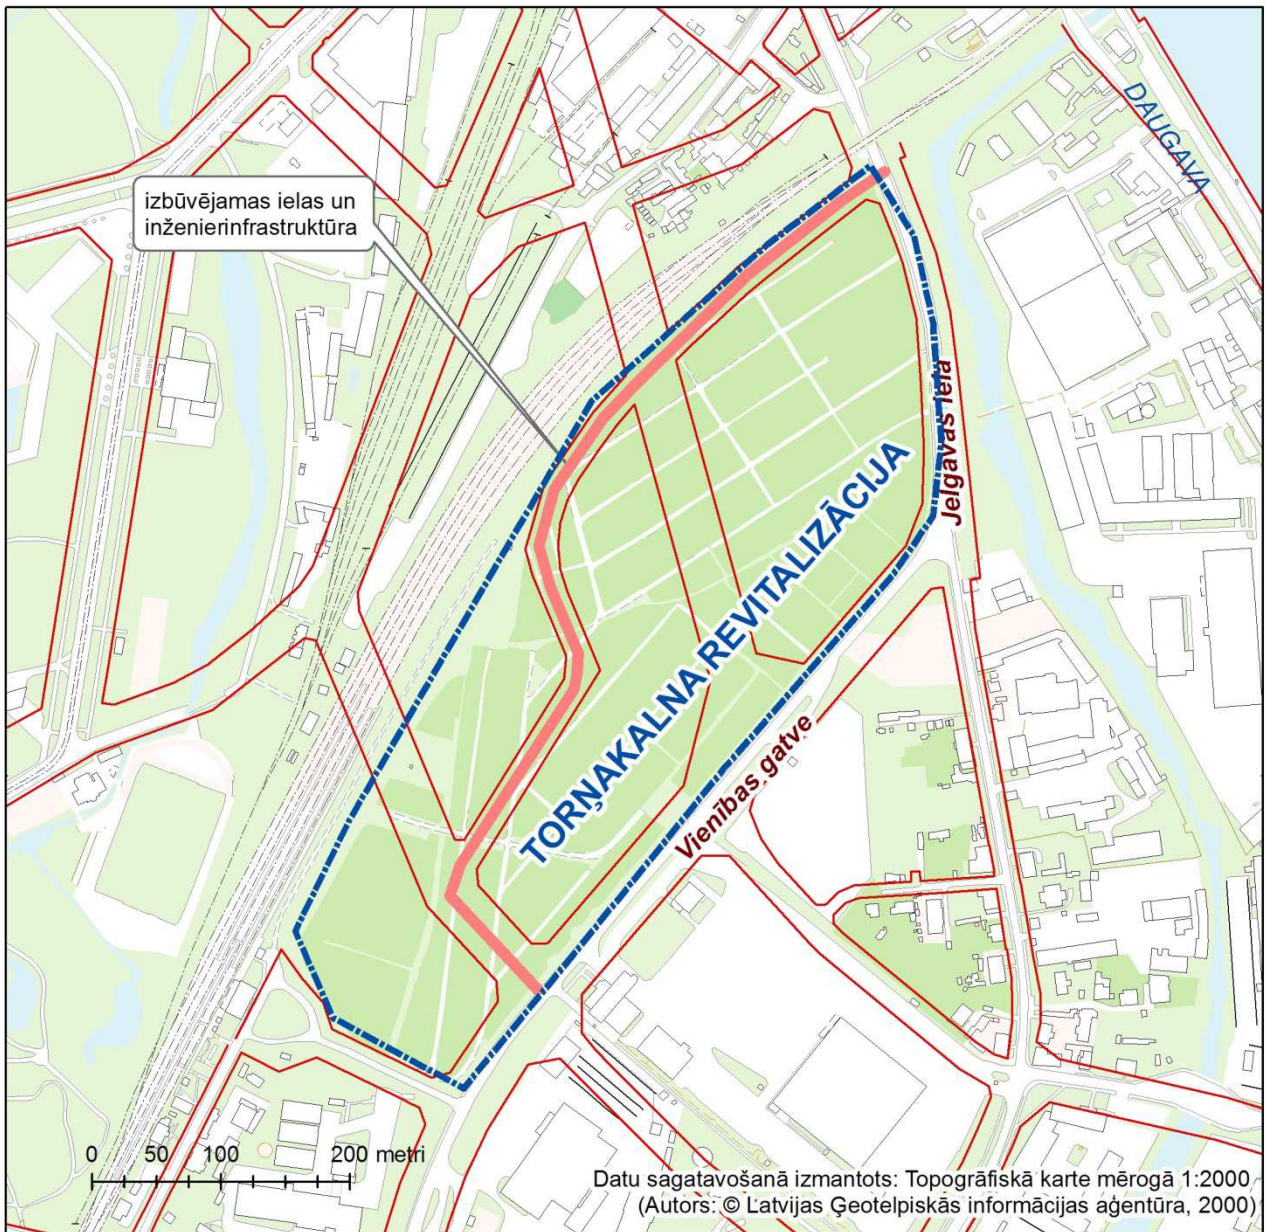 DAUGAVA
izbūvējamas ielas un
inženierinfrastruktūra
Jelgavas iela
TORŅAKALNA REVITALIZĀCIJA
Vienības gatve
0 50 100 200 metri
Datu sagatavošanā izmantots: Topogrāfiskā karte mērogā 1:2000
(Autors: © Latvijas Ģeotelpiskās informācijas aģentūra, 2000)